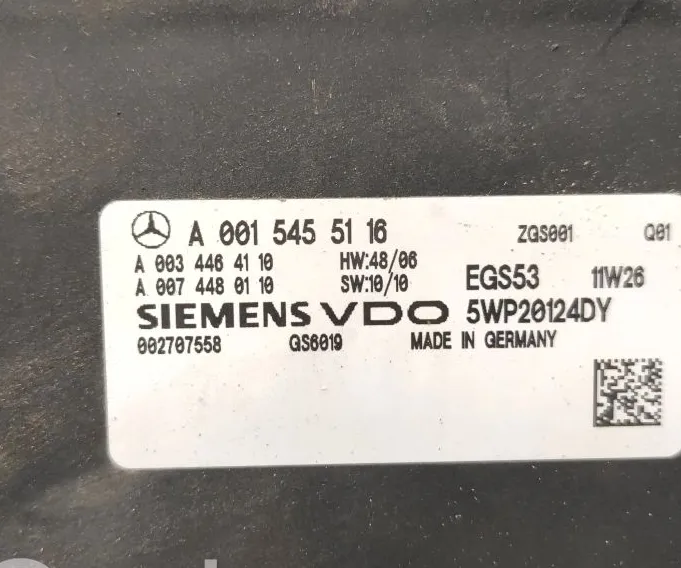 A 001 545 51 16 ZGS001 Q01
A 003 446 41 10 HW:48/06
A 007 448 01 10 SW:10/10 EGS53 11W26
SIEMENS VDO 5WP20124DY
002707558 QS6019 MADE IN GERMANY